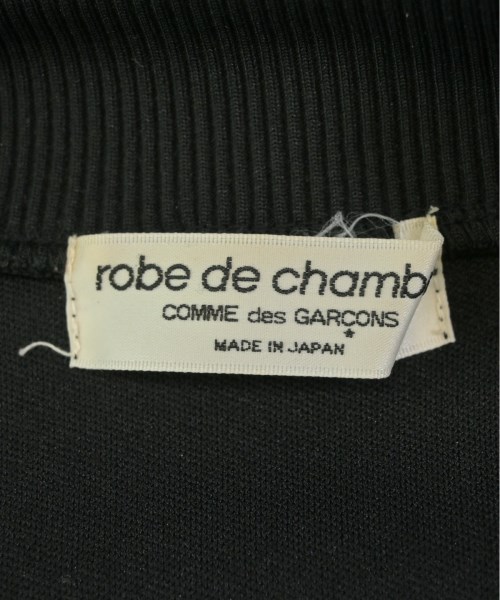 robe de chamb
COMME des GARÇONS
MADE IN JAPAN